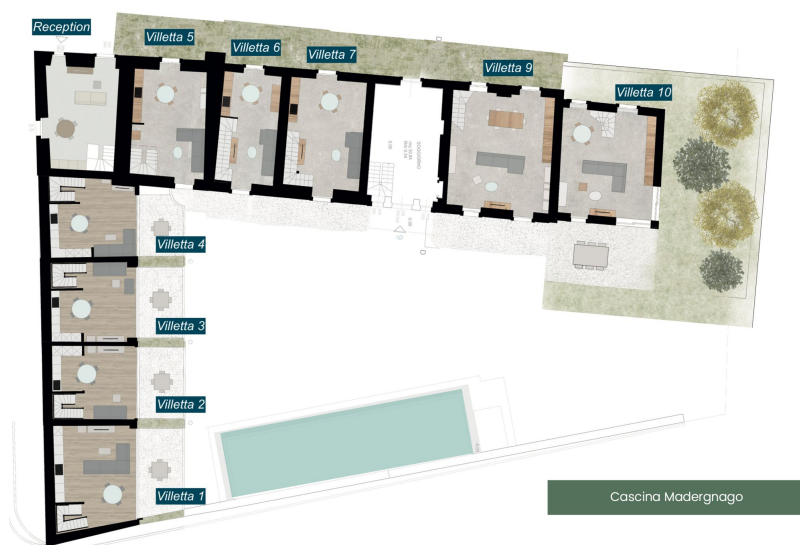 Reception
Villetta 5
Villetta 6
Villetta 7
Villetta 9
Villetta 10
D
SOGGIORNO
Villetta 4
D
Villetta 3
Villetta 2
Villetta 1
Cascina Madergnago